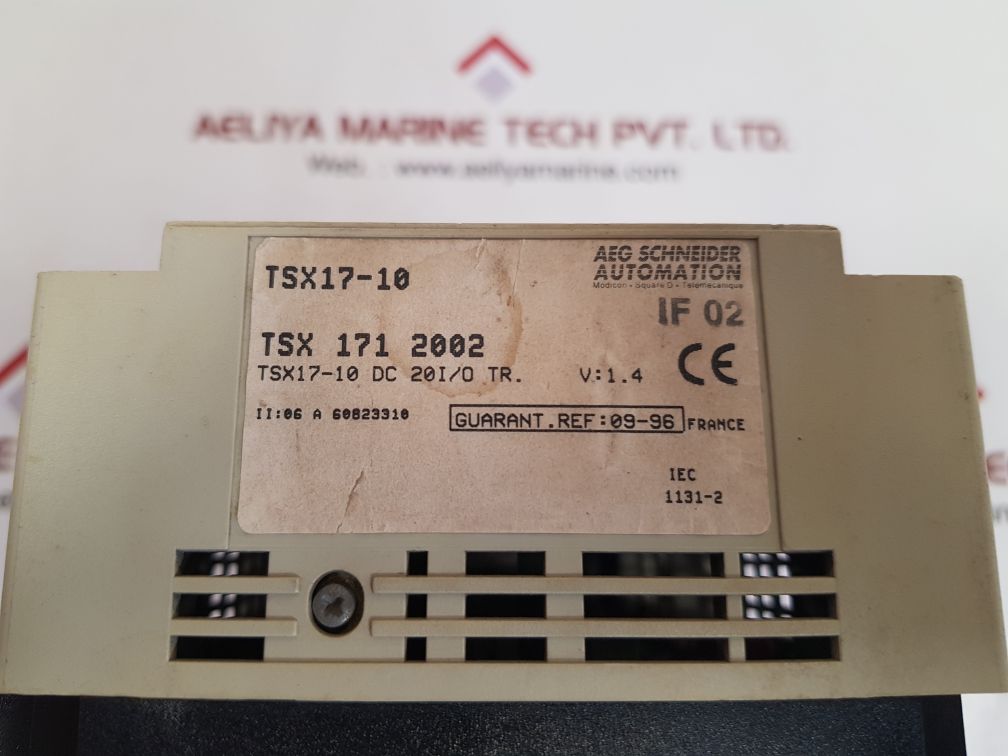 AELIYA MARINE TECH PVT. LTD.
Web. : www.aeliyamarine.com
TSX17-10
AEG SCHNEIDER
AUTOMATION
Modicon • Square D • Telemecanique
IF 02
TSX 171 2002
TSX17-10 DC 20I/O TR. V:1.4 CE
II:06 A 60823310 GUARANT.REF:09-96 FRANCE
IEC
1131-2